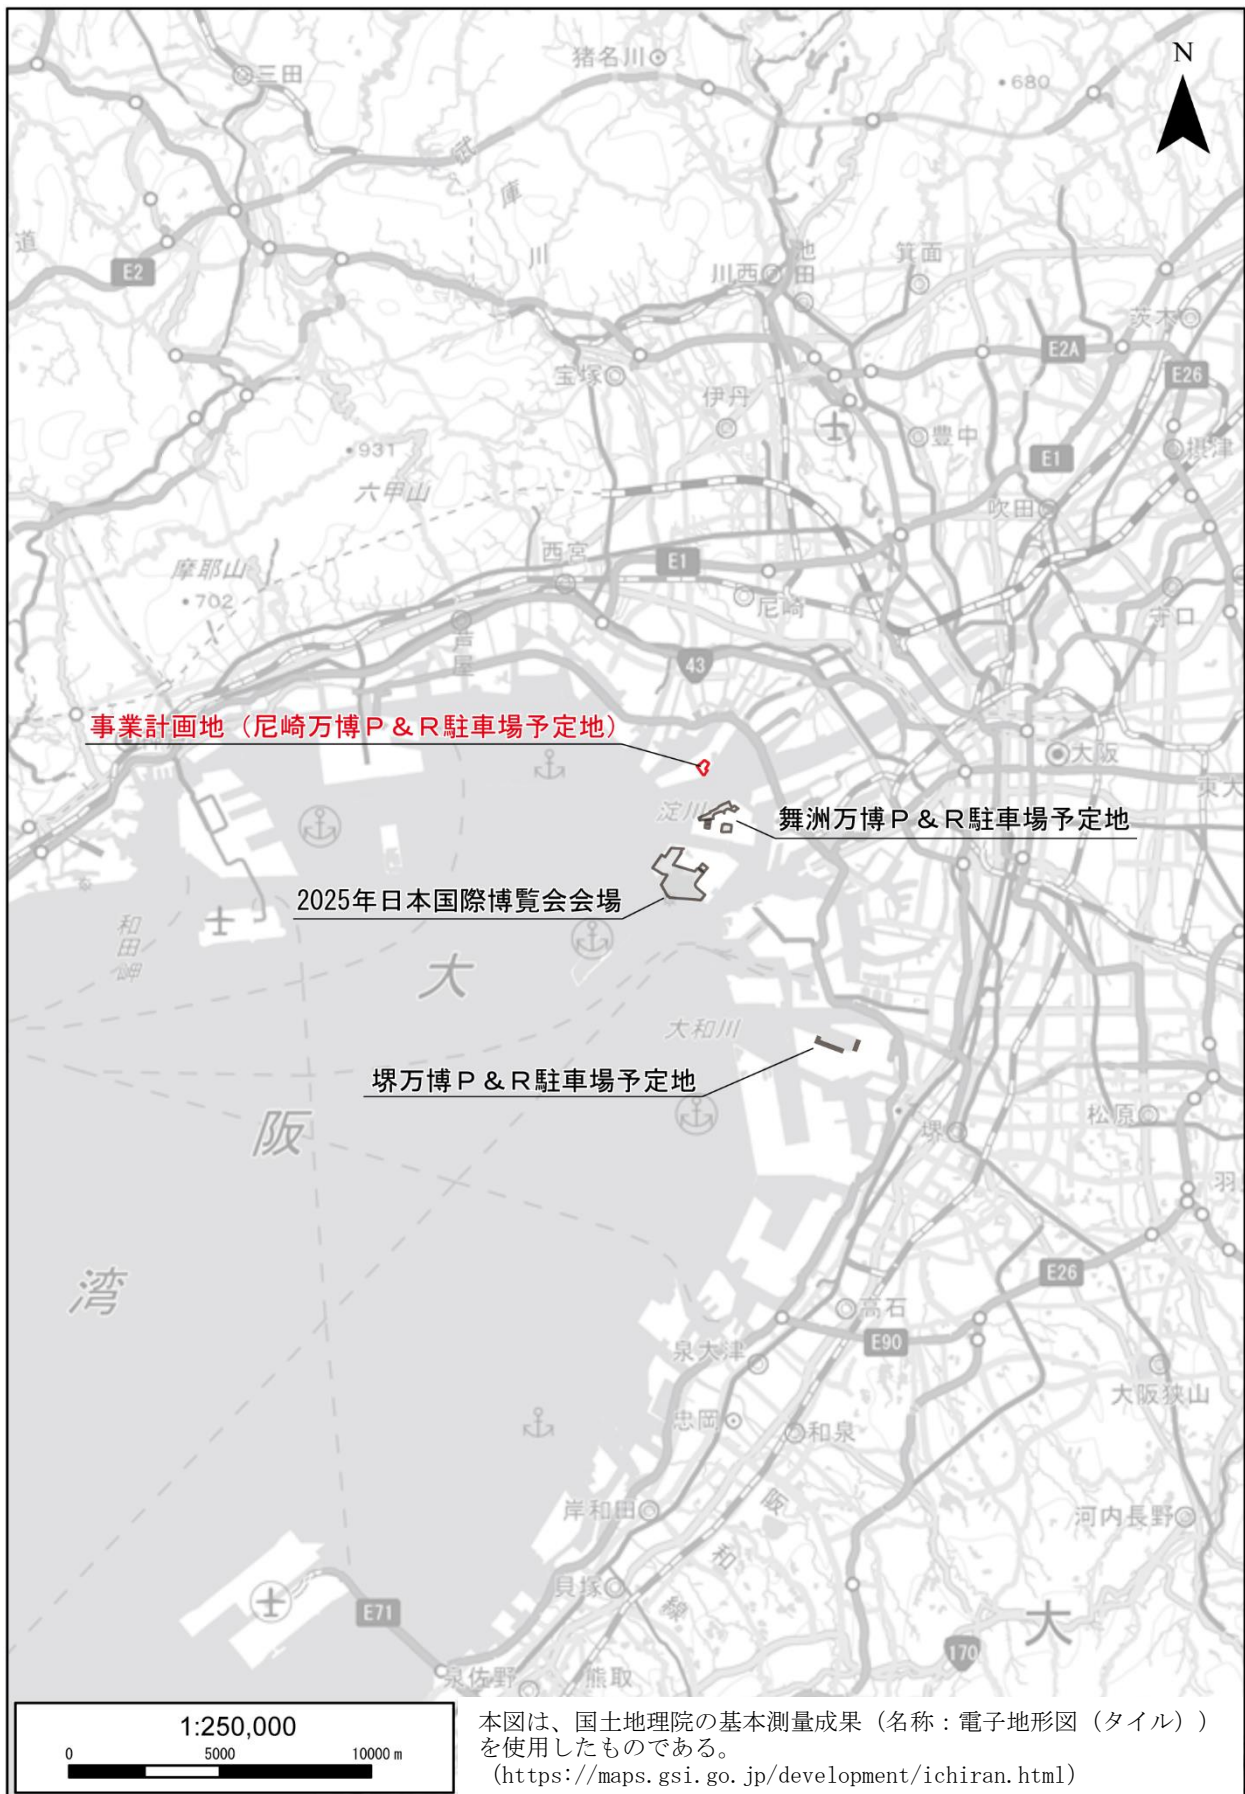 N
猪名川
三田
・680
武
庫
川
道
E2
川西
池田
箕面
茨木
E2A
E26
宝塚
伊丹
豊中
摂津
E1
・931
六甲山
吹田
西宮
E1
摩耶山
・702
尼崎
守口
芦屋
43
事業計画地（尼崎万博Ｐ＆Ｒ駐車場予定地）
大阪
東大
淀川
舞洲万博Ｐ＆Ｒ駐車場予定地
2025年日本国際博覧会会場
和田岬
大
大和川
堺万博Ｐ＆Ｒ駐車場予定地
阪
松原
堺
羽
湾
E26
高石
E90
泉大津
大阪狭山
忠岡
和泉
阪
和
線
岸和田
河内長野
貝塚
E71
大
170
泉佐野
熊取
1:250,000
0 5000 10000 m
本図は、国土地理院の基本測量成果（名称：電子地形図（タイル））
を使用したものである。
（https://maps.gsi.go.jp/development/ichiran.html）